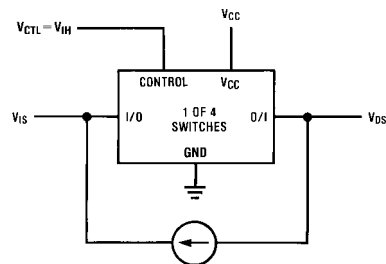 VCC
VCTL=VIH
CONTROL VCC
VIS I/O 1 OF 4 O/I VDS
SWITCHES
GND